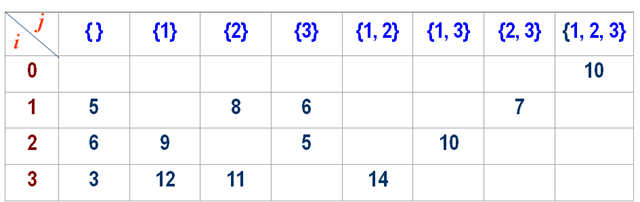 j i {} {1} {2} {3} {1, 2} {1, 3} {2, 3} {1, 2, 3}
0 10
1 5 8 6 7
2 6 9 5 10
3 3 12 11 14